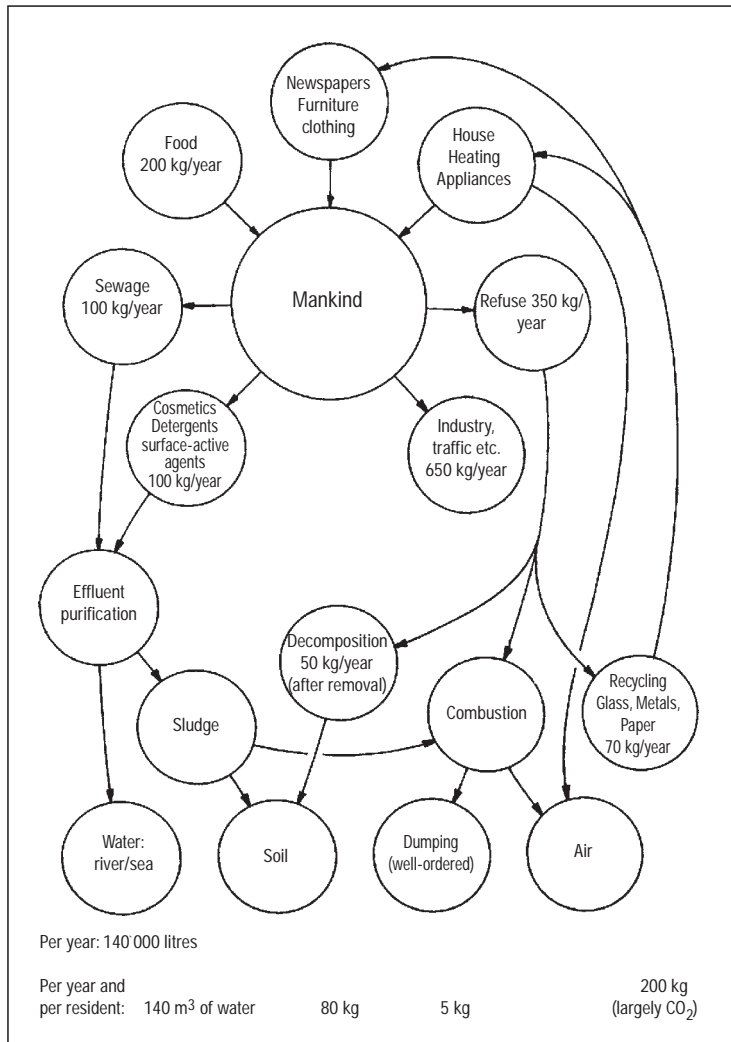 Newspapers
Furniture
clothing
Food
200 kg/year
House
Heating
Appliances
Sewage
100 kg/year
Mankind
Refuse 350 kg/
year
Cosmetics
Detergents
surface-active
agents
100 kg/year
Industry,
traffic etc.
650 kg/year
Effluent
purification
Decomposition
50 kg/year
(after removal)
Recycling
Glass, Metals,
Paper
70 kg/year
Sludge
Combustion
Water:
river/sea
Soil
Dumping
(well-ordered)
Air
Per year: 140'000 litres
Per year and
per resident: 140 m³ of water 80 kg 5 kg 200 kg
(largely CO₂)